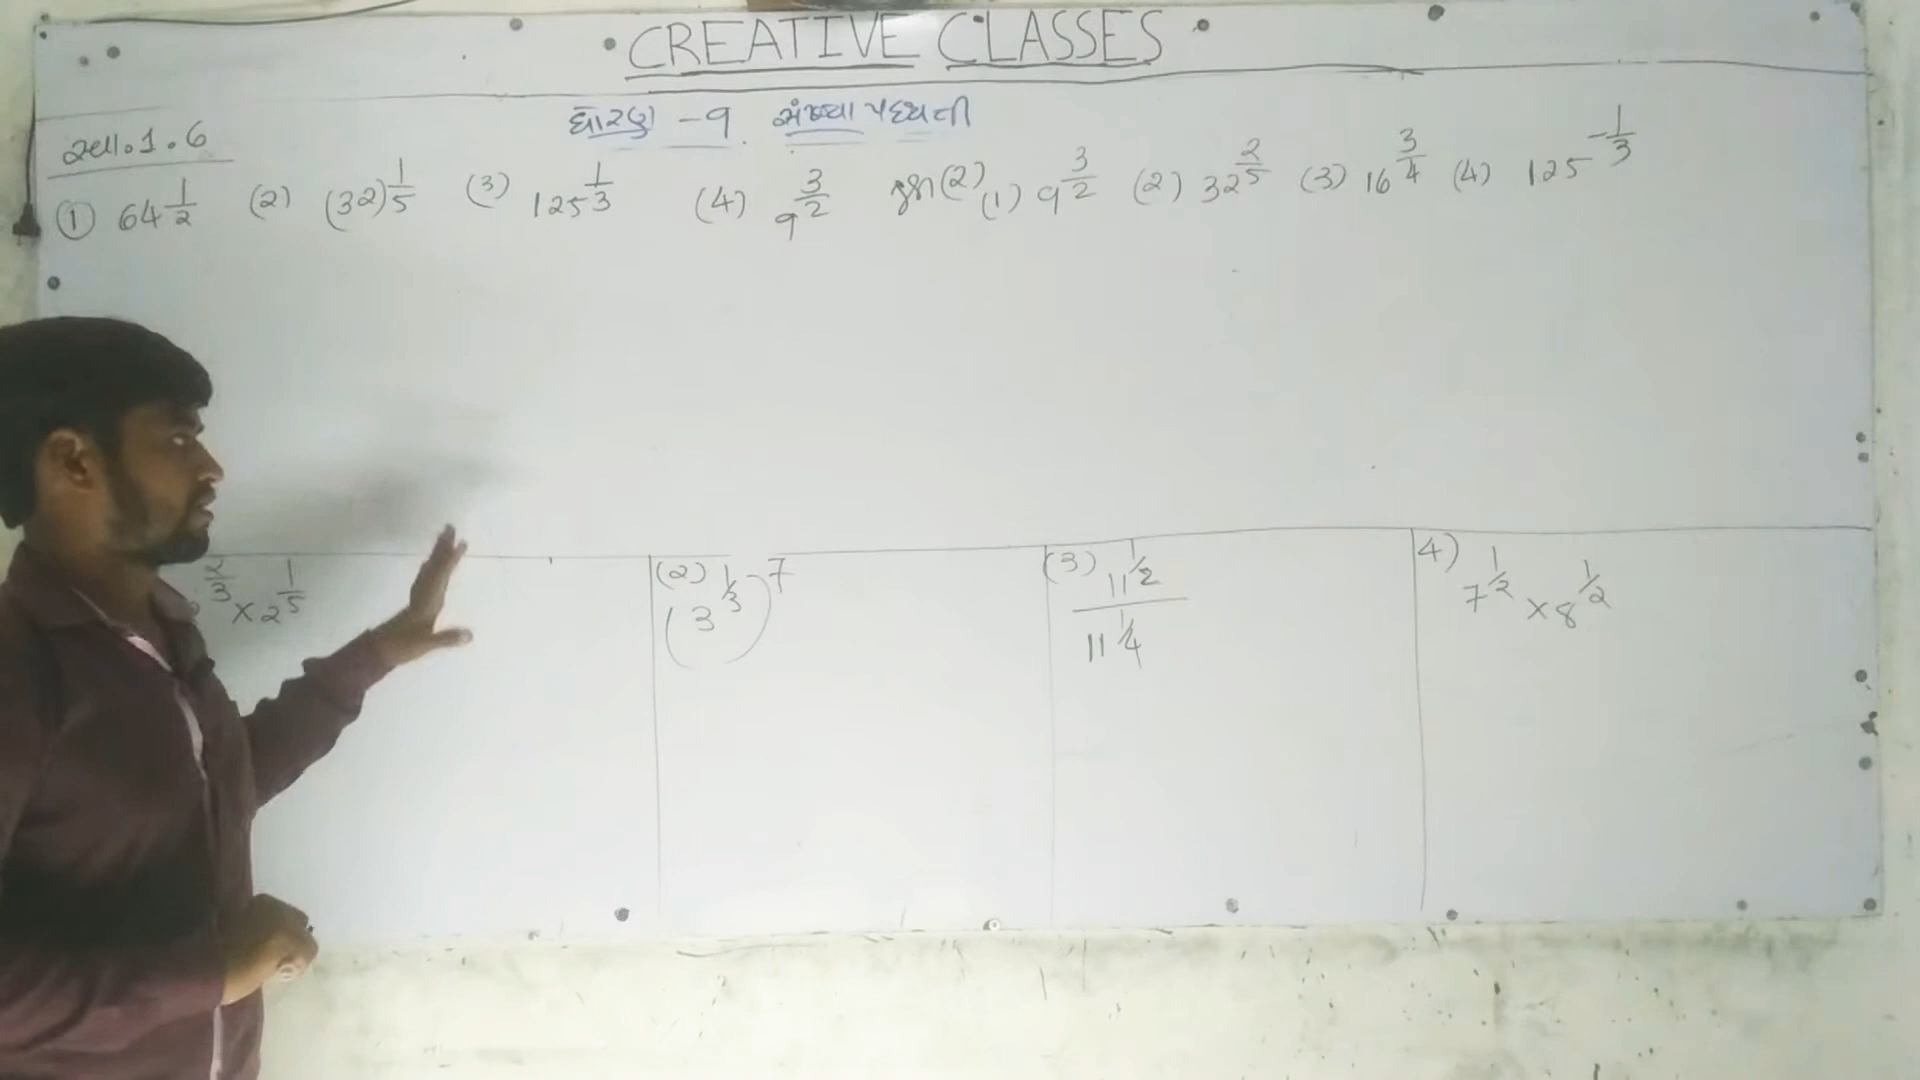 CREATIVE CLASSES
ધોરણ - ૧ સંખ્યા પદ્ધતી
સ્વા. 1.6
① 64^(1/2) (2) (32)^(1/5) (3) 125^(1/3) (4) 9^(3/2) (2) (1) 9^(3/2) (2) 32^(2/5) (3) 16^(3/4) (4) 125^(-1/3)
2^(2/3) × 2^(1/5)
(2) (3^(1/3))^7
(3) 11^(1/2) / 11^(1/4)
4) 7^(1/2) × 8^(1/2)